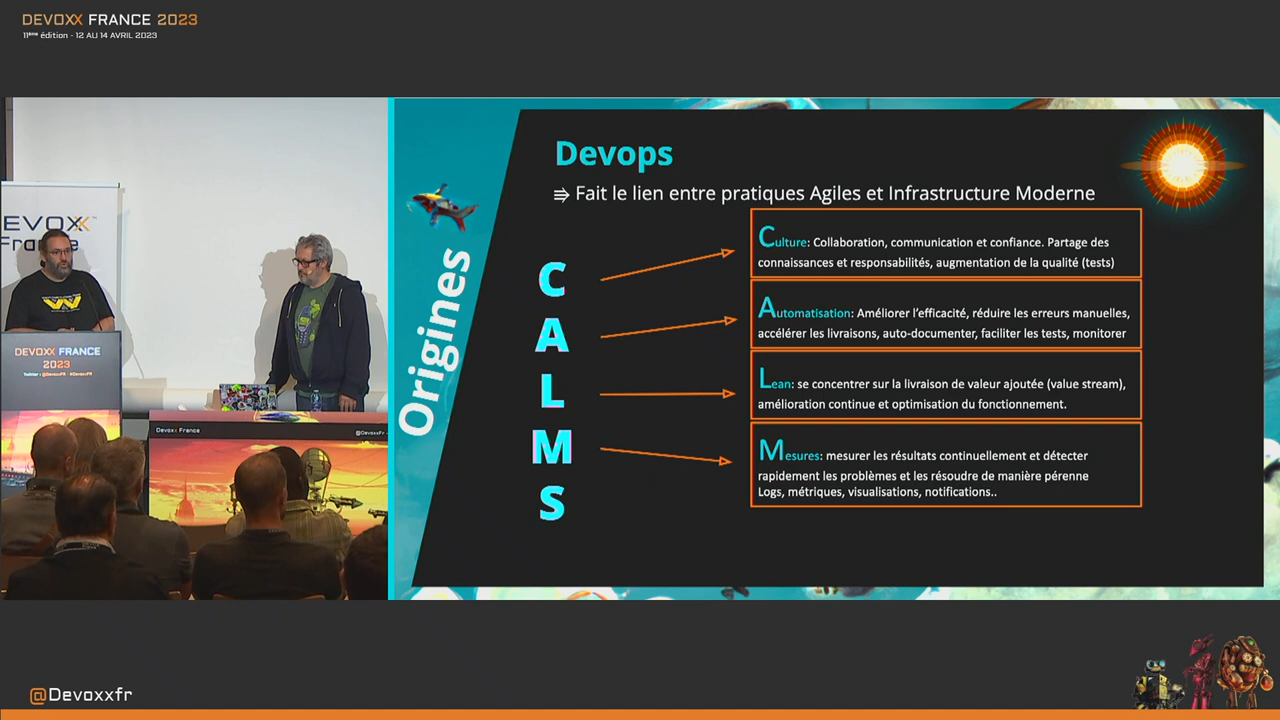 DEVOXX FRANCE 2023
11ème édition - 12 AU 14 AVRIL 2023
EVOXX
France
DEVOXX FRANCE
2023
Twitter : @DevoxxFR - #DevoxxFR
Devoxx France
@DevoxxFR
Origines
Devops
⇛ Fait le lien entre pratiques Agiles et Infrastructure Moderne
C
A
L
M
S
Culture: Collaboration, communication et confiance. Partage des
connaissances et responsabilités, augmentation de la qualité (tests)
Automatisation: Améliorer l'efficacité, réduire les erreurs manuelles,
accélérer les livraisons, auto-documenter, faciliter les tests, monitorer
Lean: se concentrer sur la livraison de valeur ajoutée (value stream),
amélioration continue et optimisation du fonctionnement.
Mesures: mesurer les résultats continuellement et détecter
rapidement les problèmes et les résoudre de manière pérenne
Logs, métriques, visualisations, notifications..
@Devoxxfr